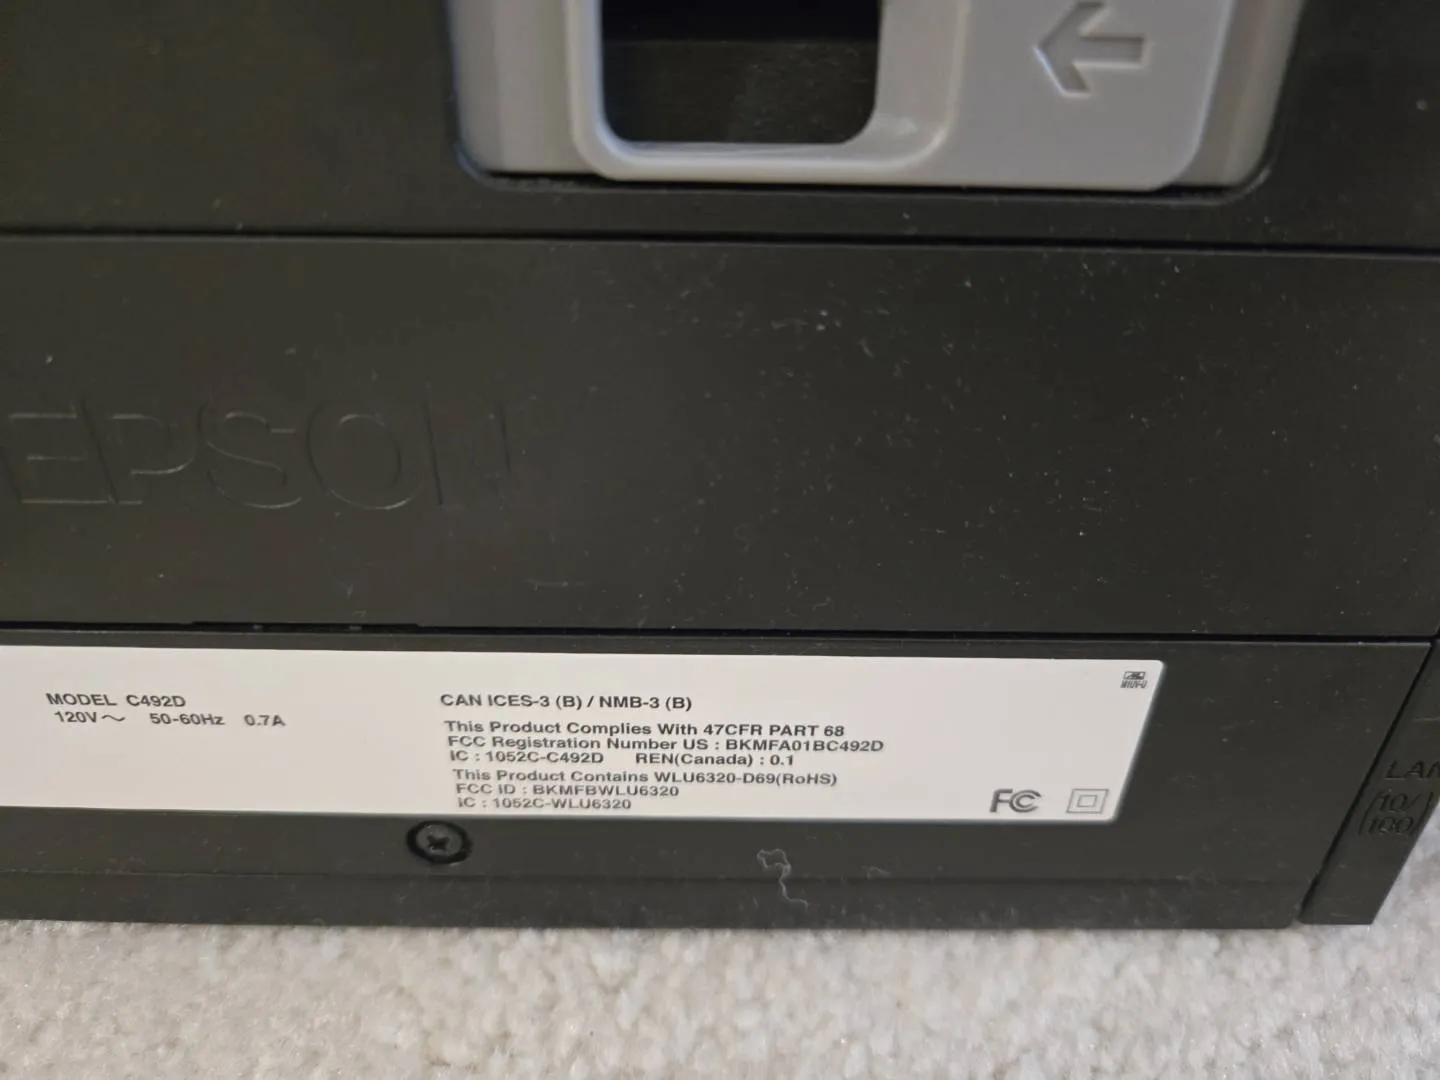 EPSON
MODEL C492D
120V～ 50-60Hz 0.7A
CAN ICES-3 (B) / NMB-3 (B)
This Product Complies With 47CFR PART 68
FCC Registration Number US : BKMFA01BC492D
IC : 1052C-C492D REN(Canada) : 0.1
This Product Contains WLU6320-D69(RoHS)
FCC ID : BKMFBWLU6320
IC : 1052C-WLU6320
FC
LAN
10/
100